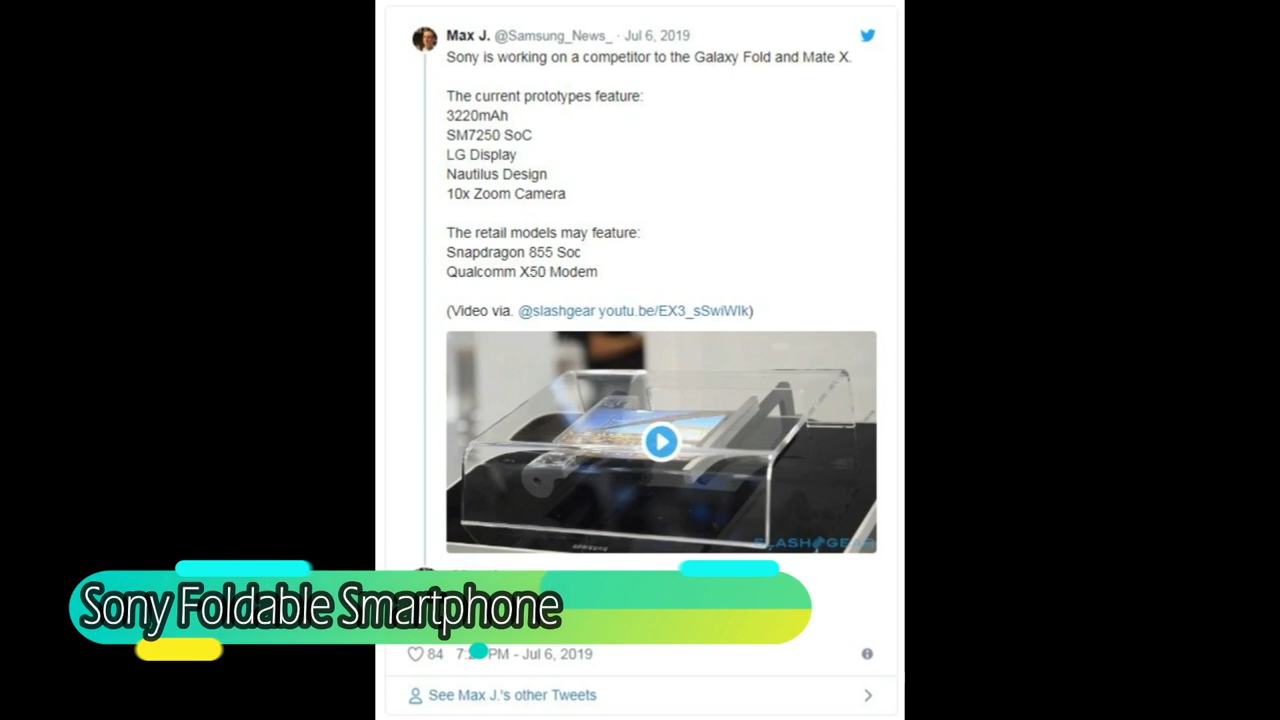 Max J. @Samsung_News_ · Jul 6, 2019
Sony is working on a competitor to the Galaxy Fold and Mate X.
The current prototypes feature:
3220mAh
SM7250 SoC
LG Display
Nautilus Design
10x Zoom Camera
The retail models may feature:
Snapdragon 855 Soc
Qualcomm X50 Modem
(Video via. @slashgear youtu.be/EX3_sSwiWIk)
SLASHGEAR
Sony Foldable Smartphone
84 PM - Jul 6, 2019
See Max J.'s other Tweets